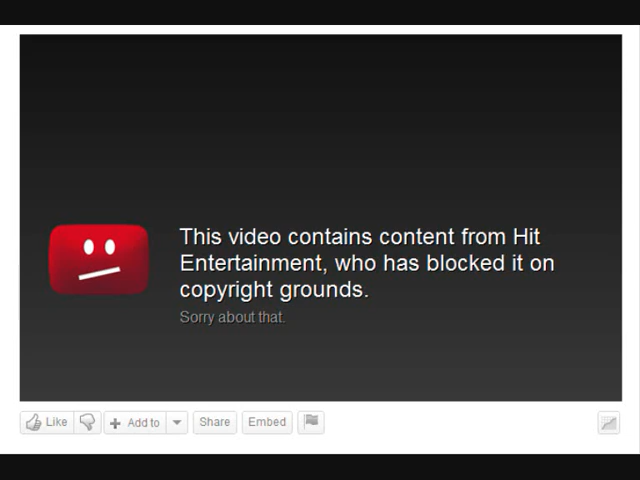 This video contains content from Hit
Entertainment, who has blocked it on
copyright grounds.
Sorry about that.
Like Add to Share Embed